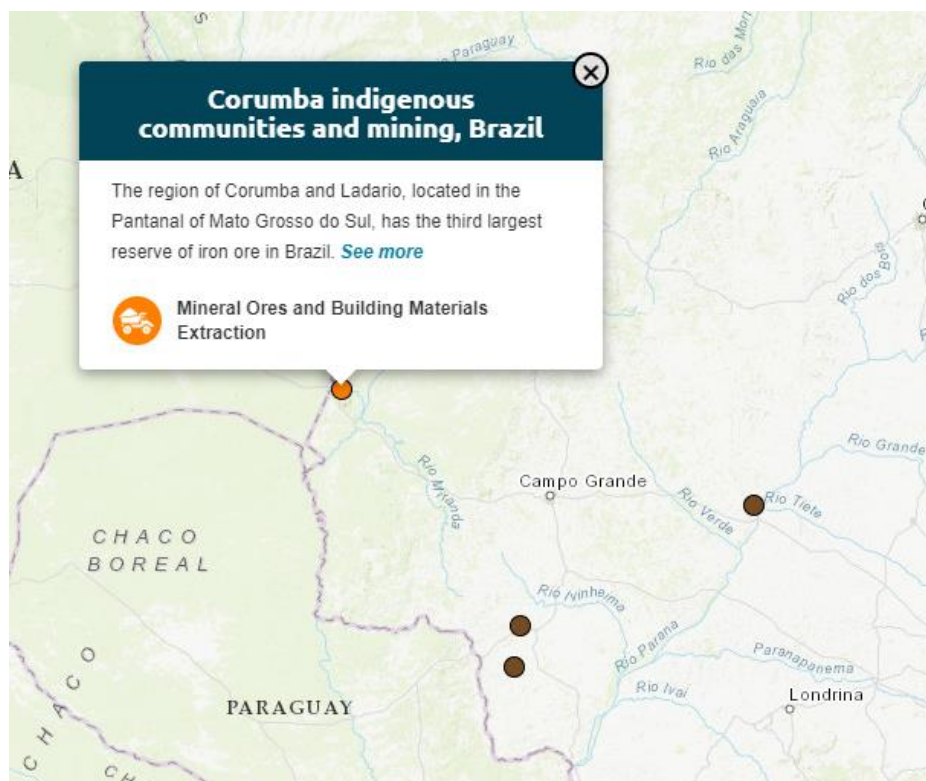 Rio das Mor
Paraguay
Rio Araguaia
Corumba indigenous
communities and mining, Brazil
A
The region of Corumba and Ladario, located in the
Pantanal of Mato Grosso do Sul, has the third largest
reserve of iron ore in Brazil. See more
Mineral Ores and Building Materials
Extraction
Rio dos Bois
Rio Grande
Rio Miranda
Campo Grande
Rio Verde
Rio Tiete
CHACO
BOREAL
Rio Ivinheima
Rio Parana
Paranapanema
Rio Ivai
Londrina
PARAGUAY
CHACO